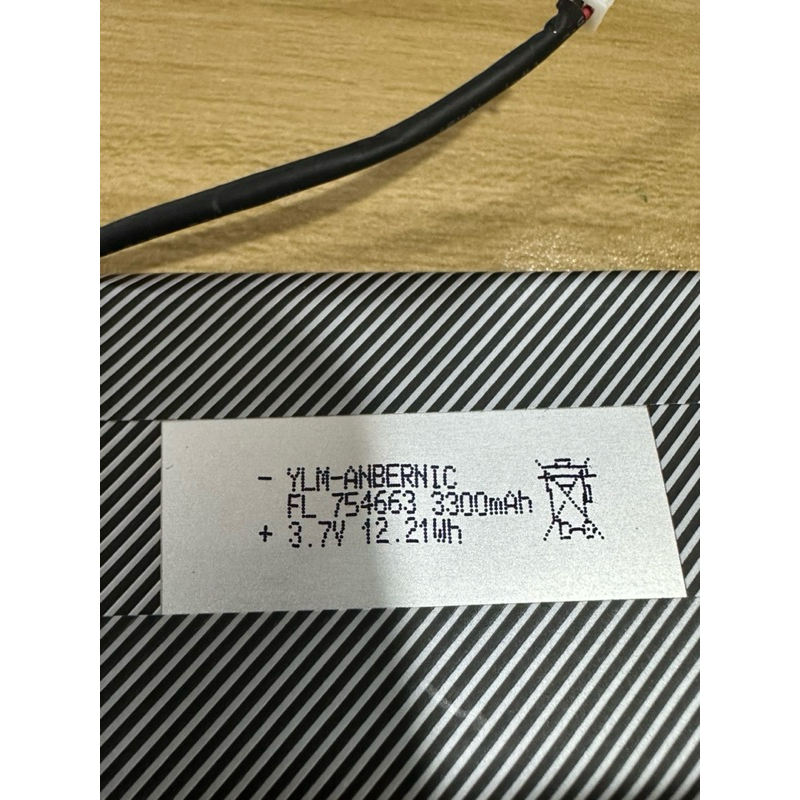 - YLM-ANBERNIC
FL 754663 3300mAh
+ 3.7V 12.21Wh